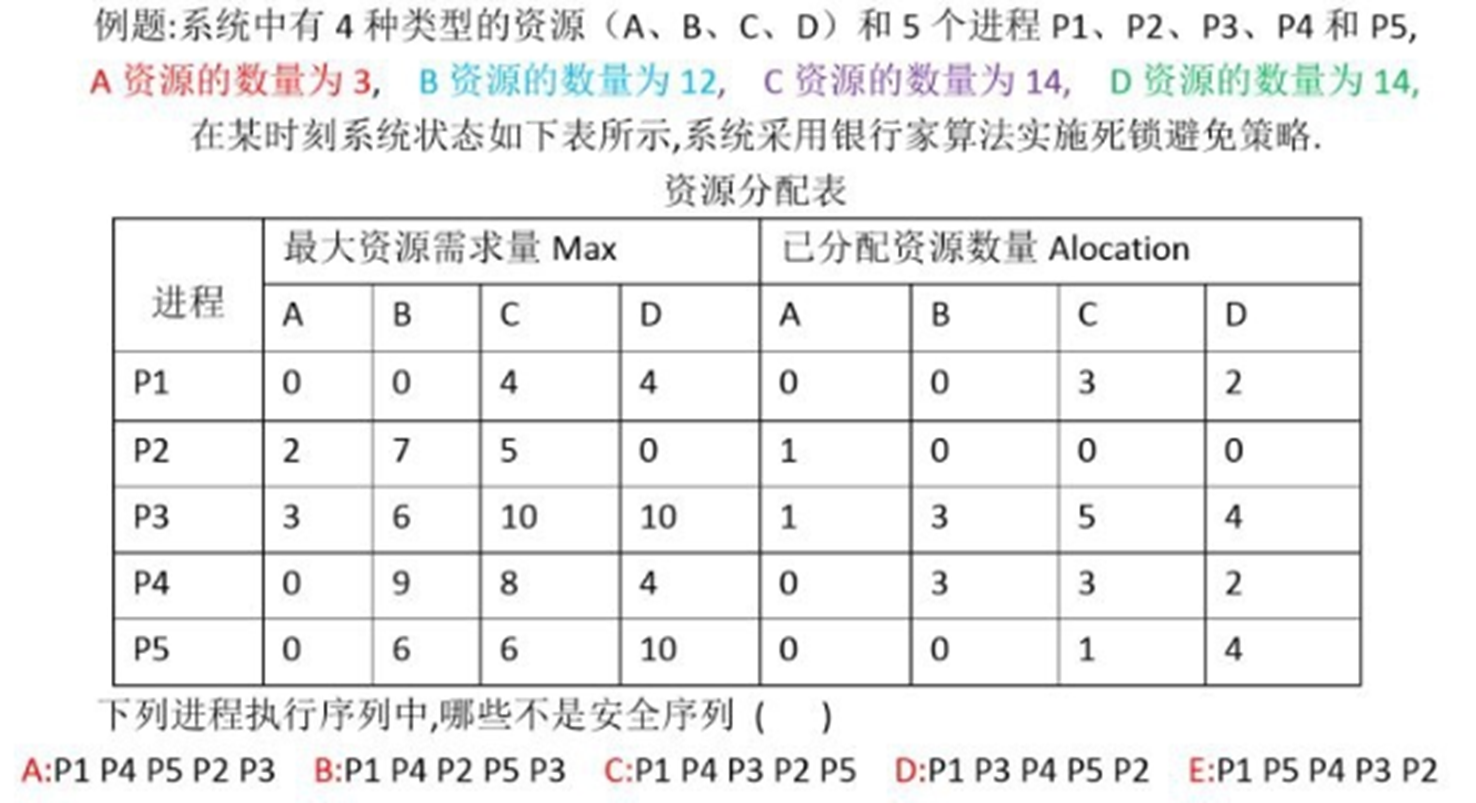 例题:系统中有 4 种类型的资源（A、B、C、D）和 5 个进程 P1、P2、P3、P4 和 P5,
A 资源的数量为 3, B 资源的数量为 12, C 资源的数量为 14, D 资源的数量为 14,
在某时刻系统状态如下表所示,系统采用银行家算法实施死锁避免策略.
资源分配表
进程 最大资源需求量 Max 已分配资源数量 Alocation
A B C D A B C D
P1 0 0 4 4 0 0 3 2
P2 2 7 5 0 1 0 0 0
P3 3 6 10 10 1 3 5 4
P4 0 9 8 4 0 3 3 2
P5 0 6 6 10 0 0 1 4
下列进程执行序列中,哪些不是安全序列 ( )
A:P1 P4 P5 P2 P3 B:P1 P4 P2 P5 P3 C:P1 P4 P3 P2 P5 D:P1 P3 P4 P5 P2 E:P1 P5 P4 P3 P2